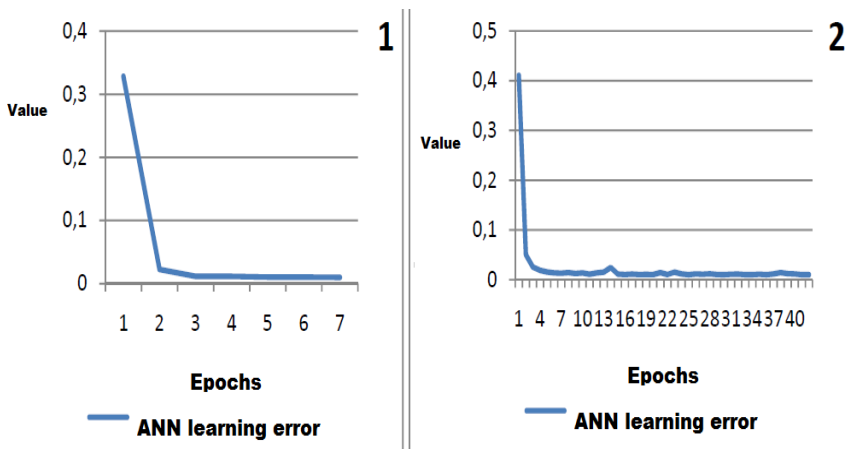 1
0,4
0,3
Value
0,2
0,1
0
1 2 3 4 5 6 7
Epochs
ANN learning error
2
0,5
0,4
0,3
Value
0,2
0,1
0
1 4 7 10 13 16 19 22 25 28 31 34 37 40
Epochs
ANN learning error